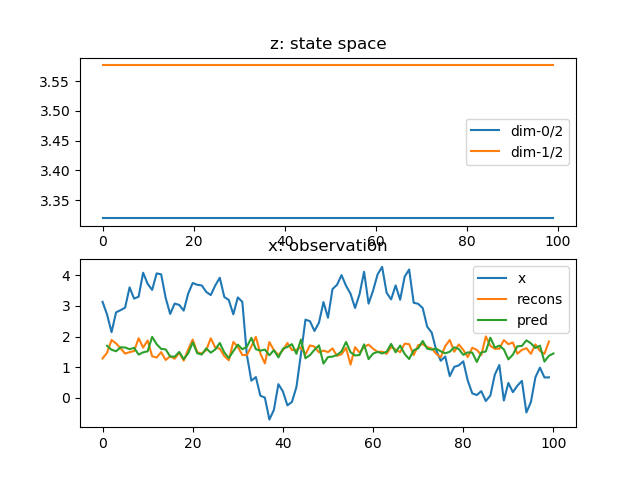 z: state space
3.55
3.50
3.45
3.40
3.35
dim-0/2
dim-1/2
0 20 40 60 80 100
x: observation
4
3
2
1
0
x
recons
pred
0 20 40 60 80 100